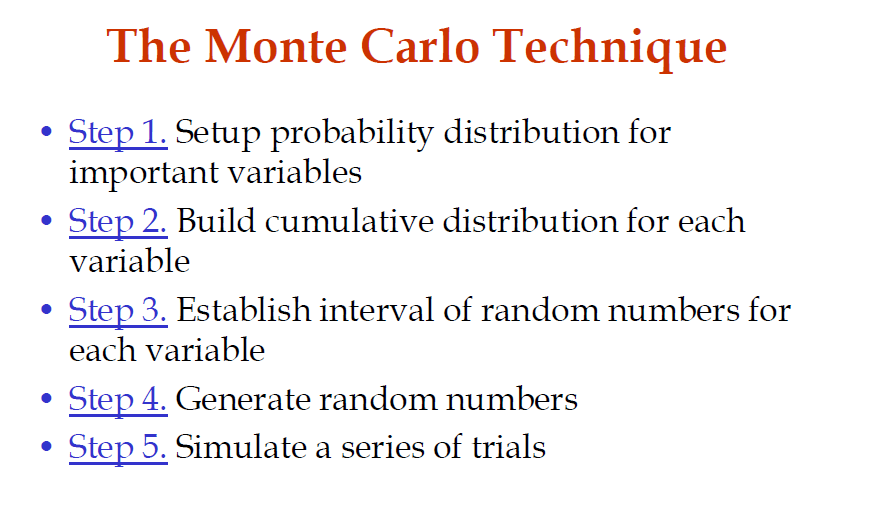 The Monte Carlo Technique
• Step 1. Setup probability distribution for
important variables
• Step 2. Build cumulative distribution for each
variable
• Step 3. Establish interval of random numbers for
each variable
• Step 4. Generate random numbers
• Step 5. Simulate a series of trials